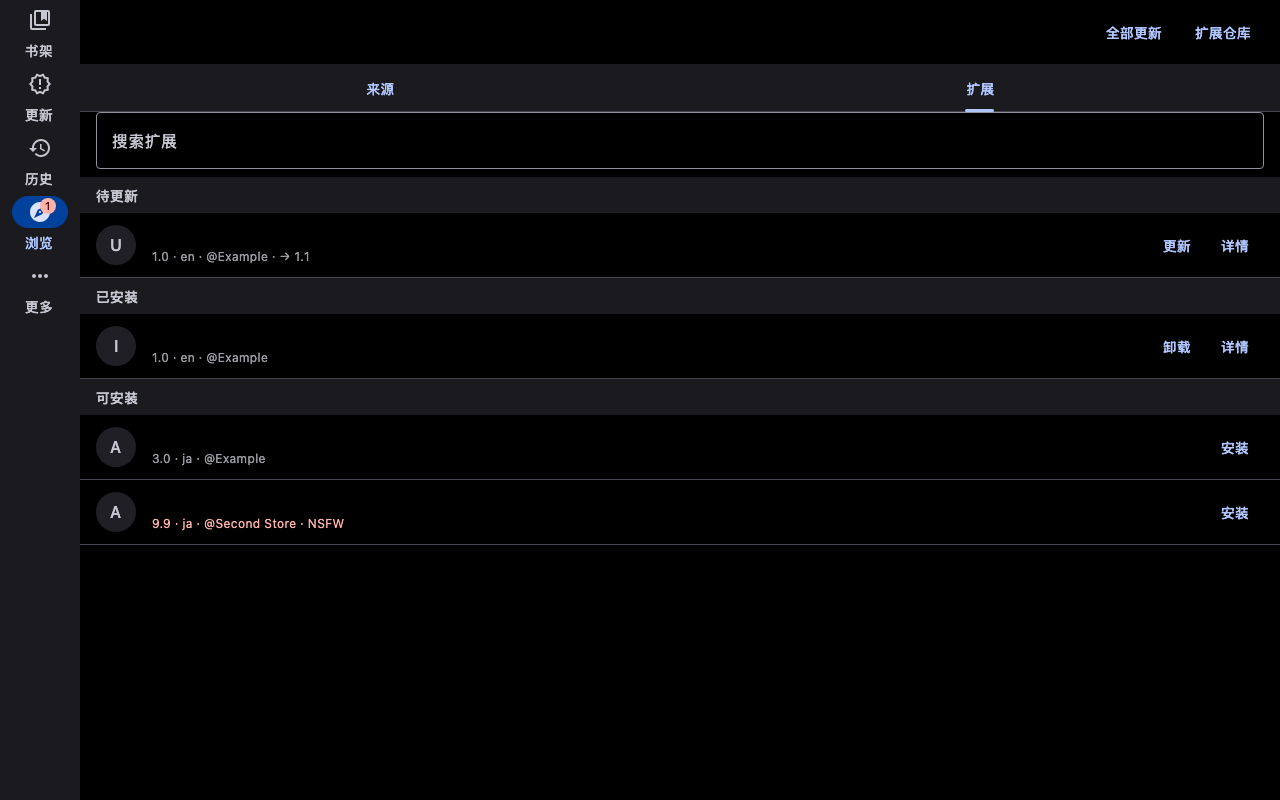 书架
更新
历史
1
浏览
更多
全部更新 扩展仓库
来源 扩展
搜索扩展
待更新
U
1.0 · en · @Example · → 1.1
更新 详情
已安装
I
1.0 · en · @Example
卸载 详情
可安装
A
3.0 · ja · @Example
安装
A
9.9 · ja · @Second Store · NSFW
安装